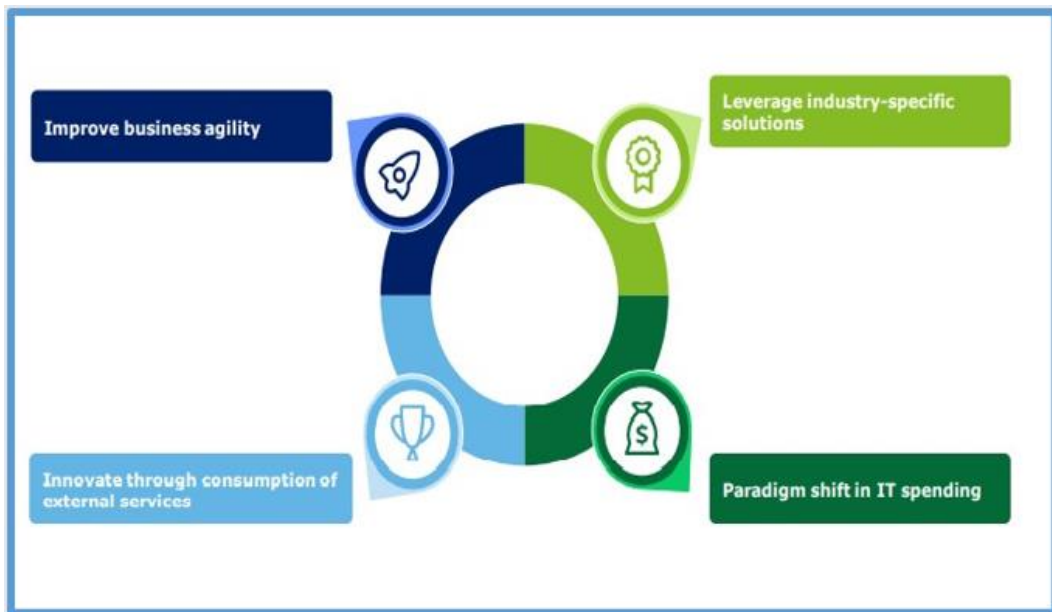 Improve business agility
Leverage industry-specific
solutions
Innovate through consumption of
external services
Paradigm shift in IT spending
$